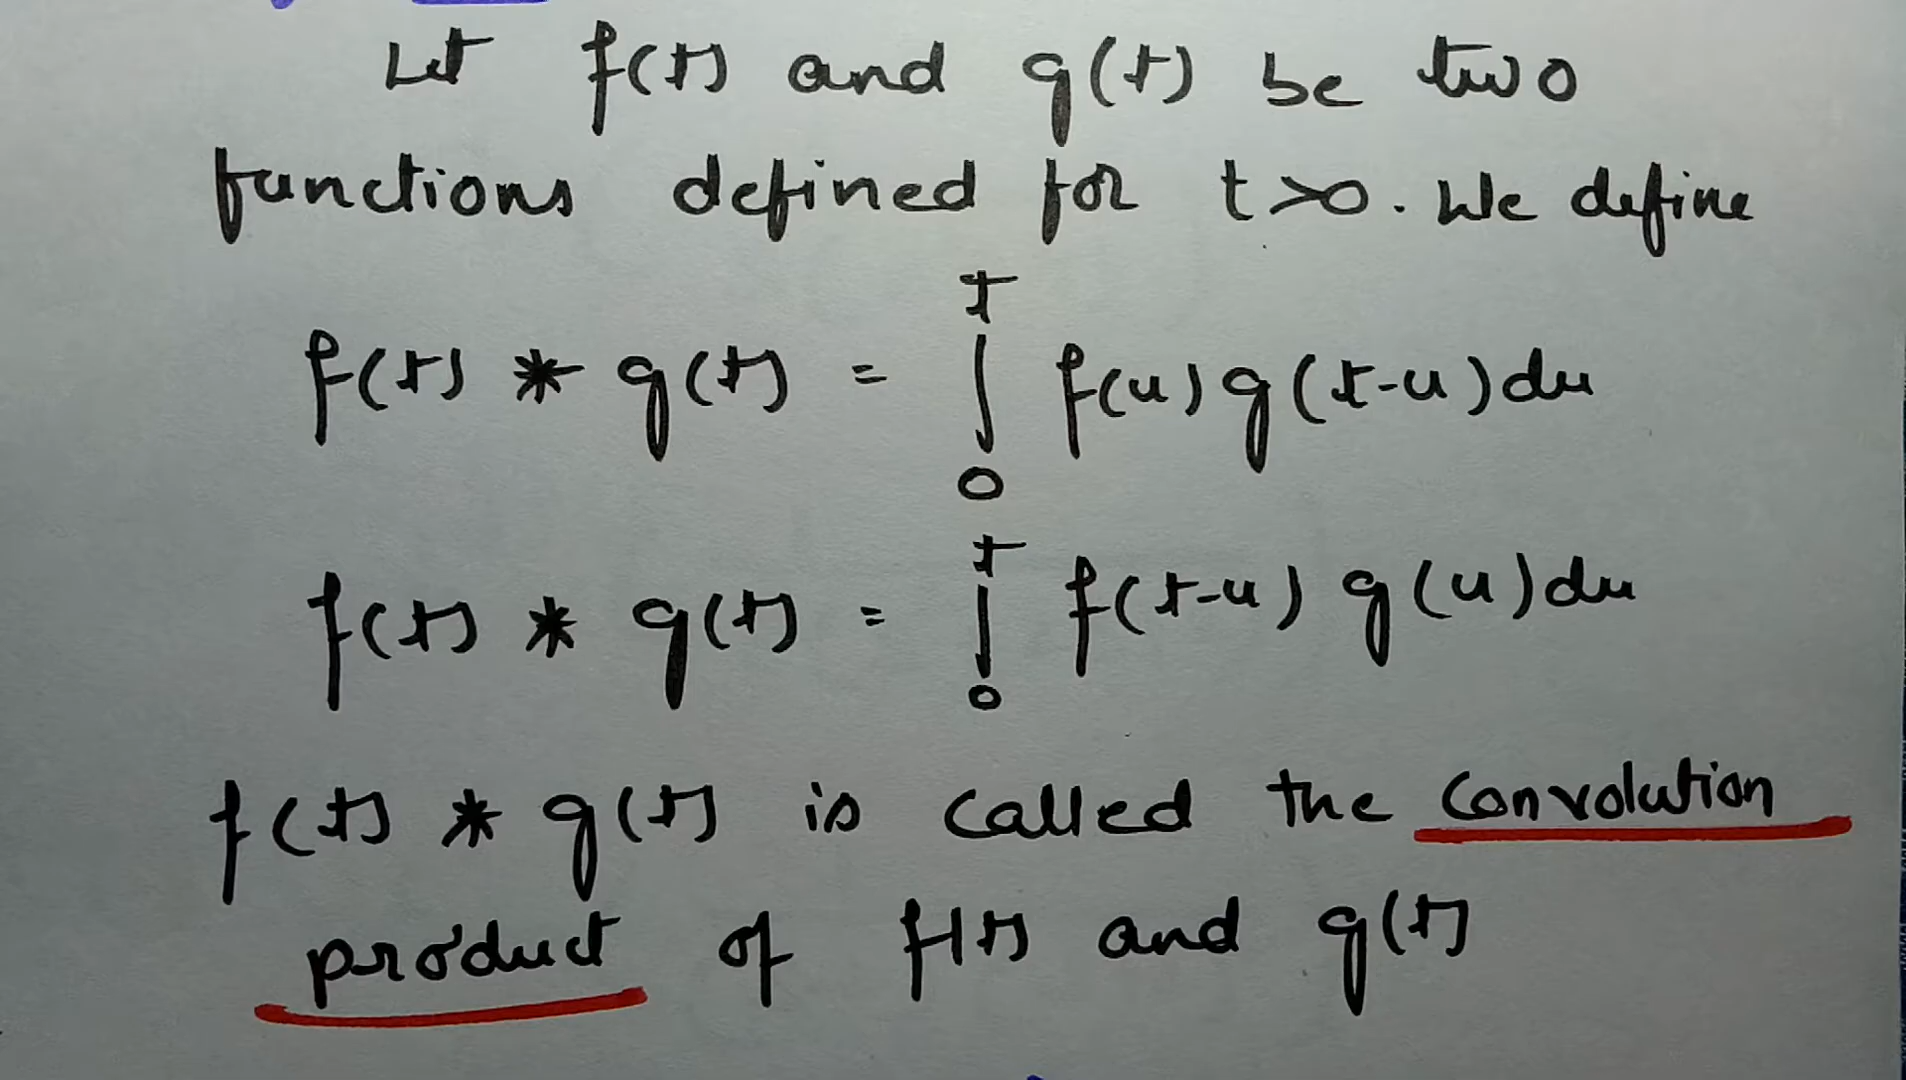 Let f(t) and g(t) be two
functions defined for t>0. We define
f(t) * g(t) = ∫₀ᵗ f(u) g(t-u) du
f(t) * g(t) = ∫₀ᵗ f(t-u) g(u) du
f(t) * g(t) is called the convolution
product of f(t) and g(t)